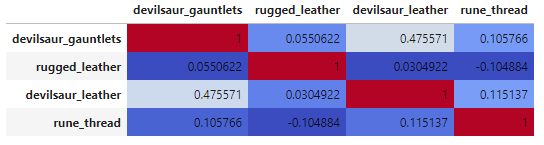 devilsaur_gauntlets rugged_leather devilsaur_leather rune_thread
devilsaur_gauntlets 1 0.0550622 0.475571 0.105766
rugged_leather 0.0550622 1 0.0304922 -0.104884
devilsaur_leather 0.475571 0.0304922 1 0.115137
rune_thread 0.105766 -0.104884 0.115137 1